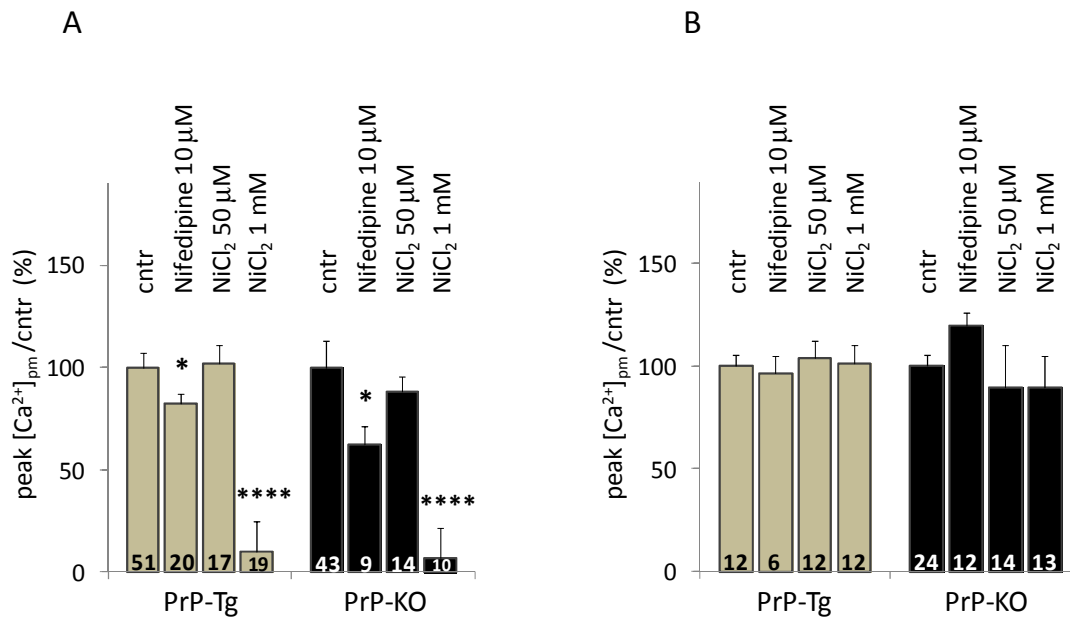 A
B
cntr
Nifedipine 10 μM
NiCl₂ 50 μM
NiCl₂ 1 mM
cntr
Nifedipine 10 μM
NiCl₂ 50 μM
NiCl₂ 1 mM
cntr
Nifedipine 10 μM
NiCl₂ 50 μM
NiCl₂ 1 mM
cntr
Nifedipine 10 μM
NiCl₂ 50 μM
NiCl₂ 1 mM
peak [Ca²⁺]pm /cntr (%)
150
100
50
0
*
****
*
****
51 20 17 19
43 9 14 10
PrP-Tg
PrP-KO
peak [Ca²⁺]pm /cntr (%)
150
100
50
0
12 6 12 12
24 12 14 13
PrP-Tg
PrP-KO